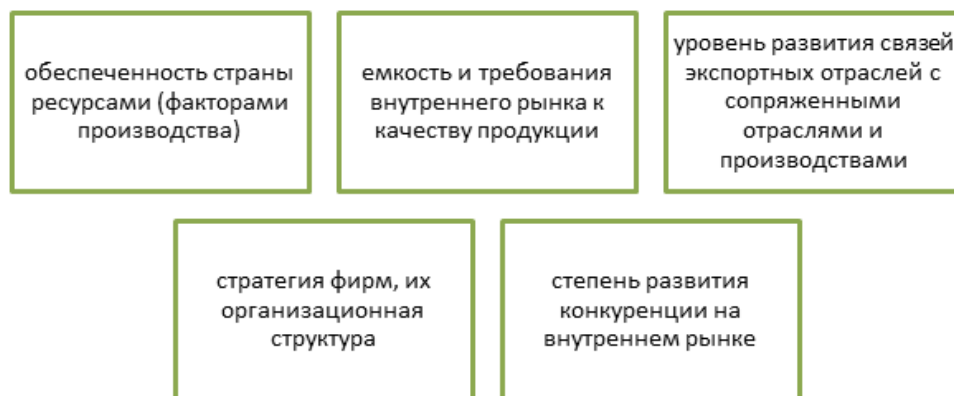 обеспеченность страны
ресурсами (факторами
производства)
емкость и требования
внутреннего рынка к
качеству продукции
уровень развития связей
экспортных отраслей с
сопряженными
отраслями и
производствами
стратегия фирм, их
организационная
структура
степень развития
конкуренции на
внутреннем рынке